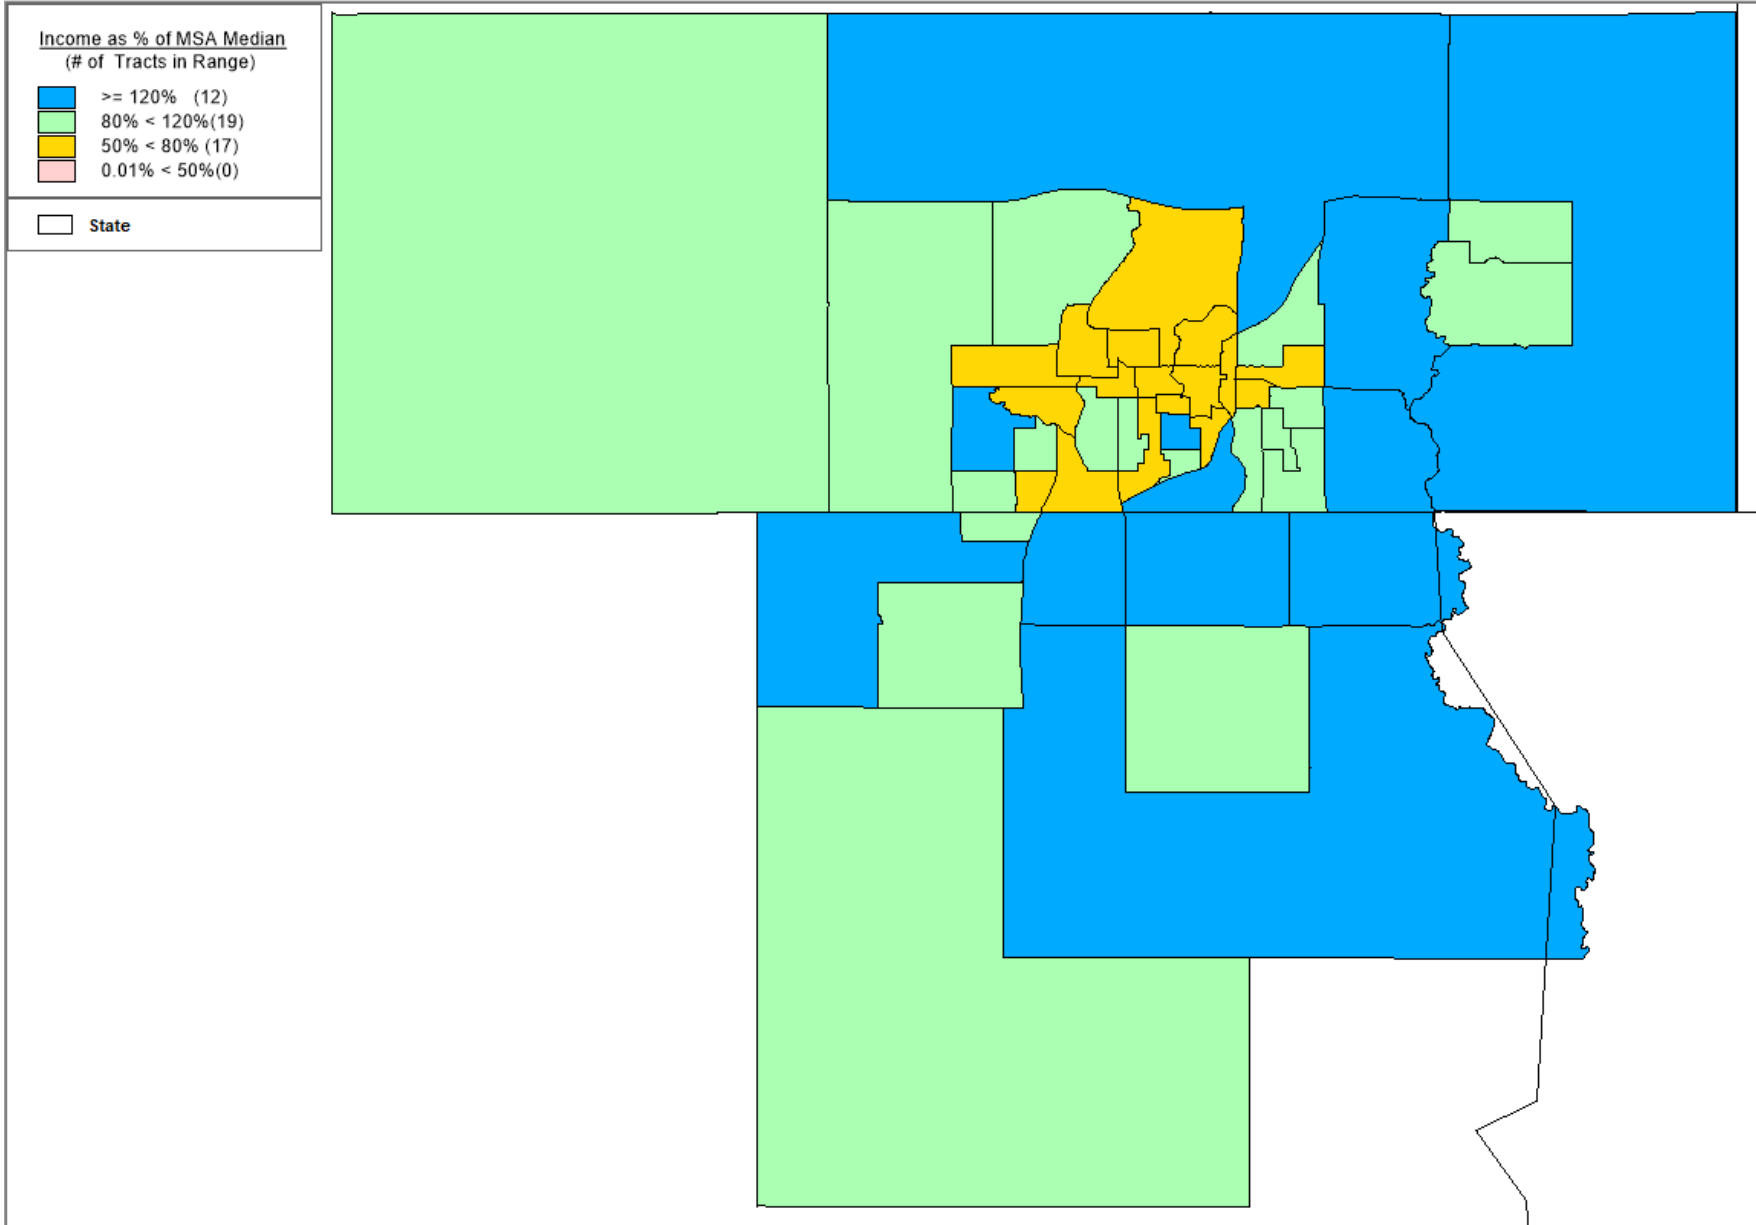 Income as % of MSA Median
(# of Tracts in Range)
>= 120% (12)
80% < 120%(19)
50% < 80% (17)
0.01% < 50%(0)
State